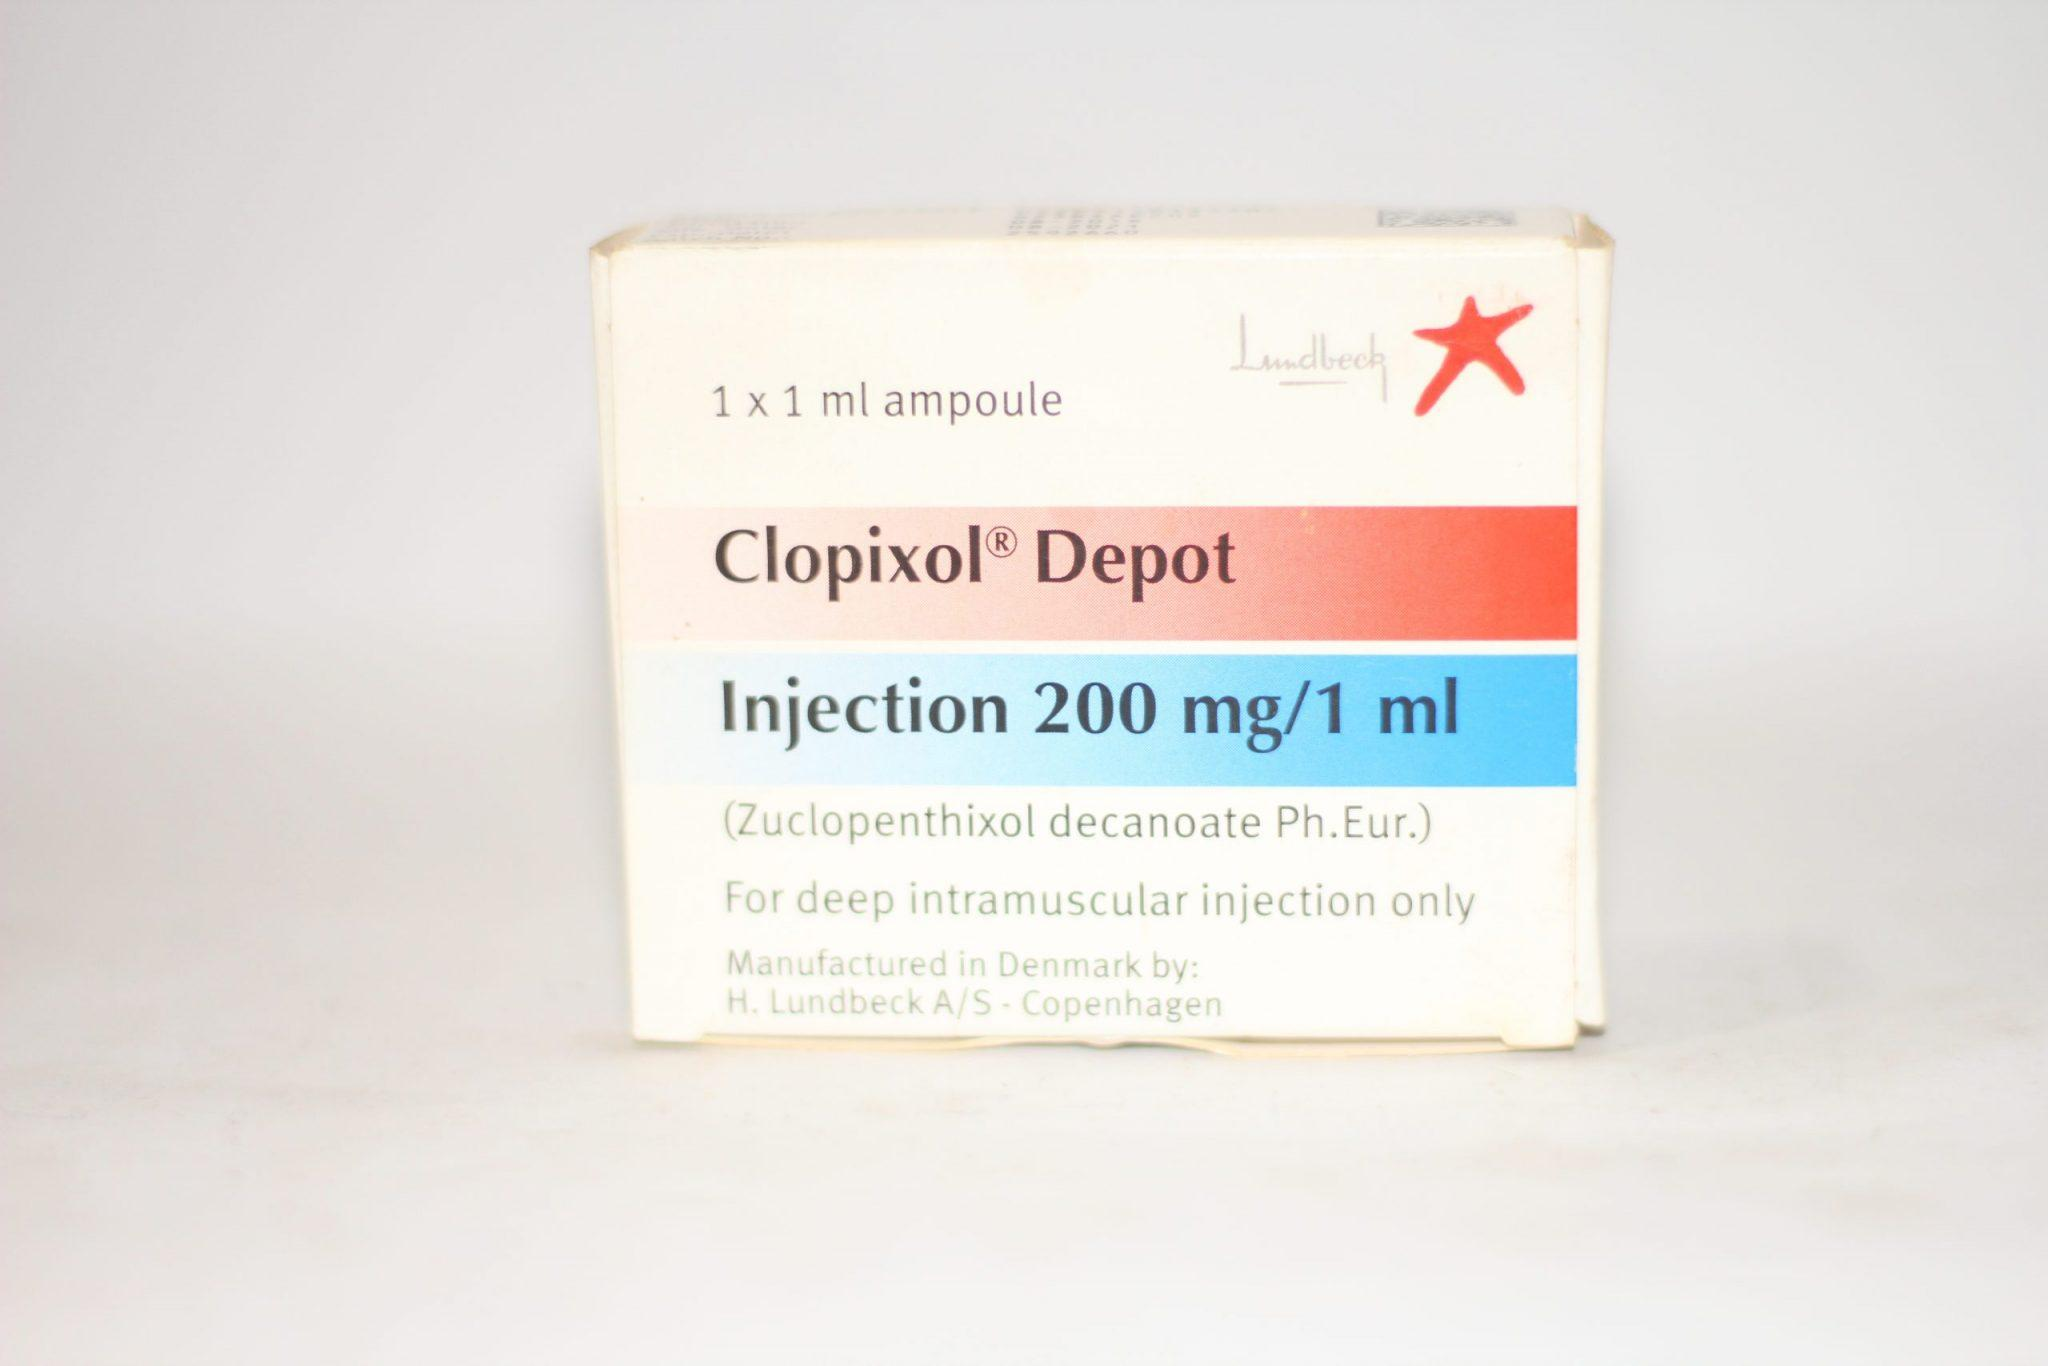 Lundbeck
1 x 1 ml ampoule
Clopixol® Depot
Injection 200 mg/1 ml
(Zuclopenthixol decanoate Ph.Eur.)
For deep intramuscular injection only
Manufactured in Denmark by:
H. Lundbeck A/S - Copenhagen